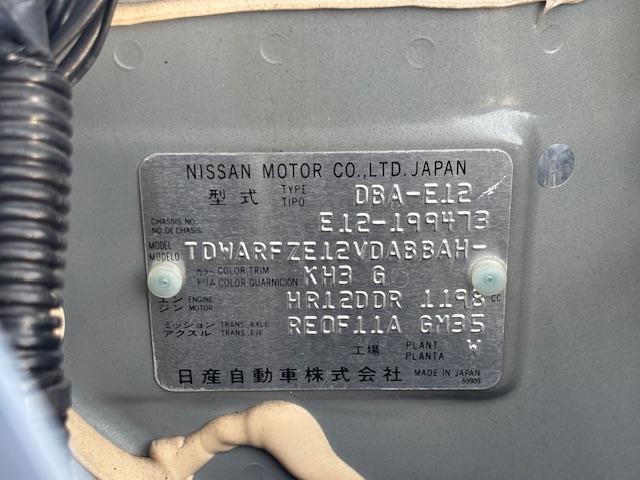 NISSAN MOTOR CO.,LTD. JAPAN
型式 TYPE TIPO DBA-E12
CHASSIS NO. NO. DE CHASIS E12-199473
MODEL MODELO TDWARFZE12VDABBAH-
カラー COLOR, TRIM トリム COLOR GUARNICION KH3 G
エンジン ENGINE MOTOR HR12DDR 1198 CC
ミッション TRANS. AXLE アクスル TRANS., EJE RE0F11A GM35
工場 PLANT PLANTA W
日産自動車株式会社 MADE IN JAPAN
89909